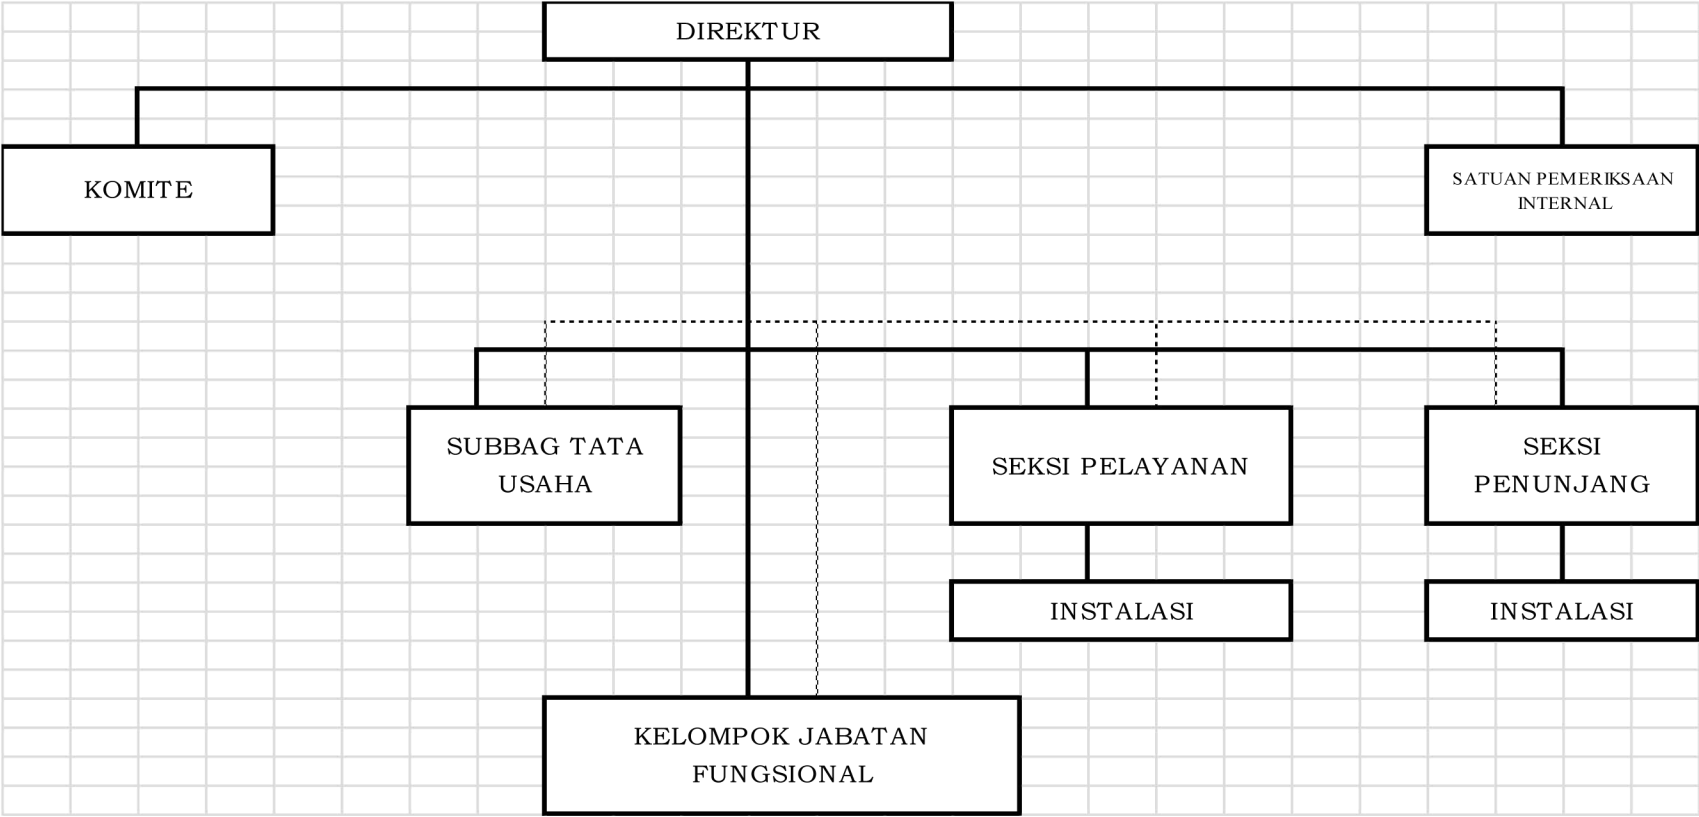 DIREKTUR
KOMITE
SATUAN PEMERIKSAAN
INTERNAL
SUBBAG TATA
USAHA
SEKSI PELAYANAN
SEKSI
PENUNJANG
INSTALASI
INSTALASI
KELOMPOK JABATAN
FUNGSIONAL